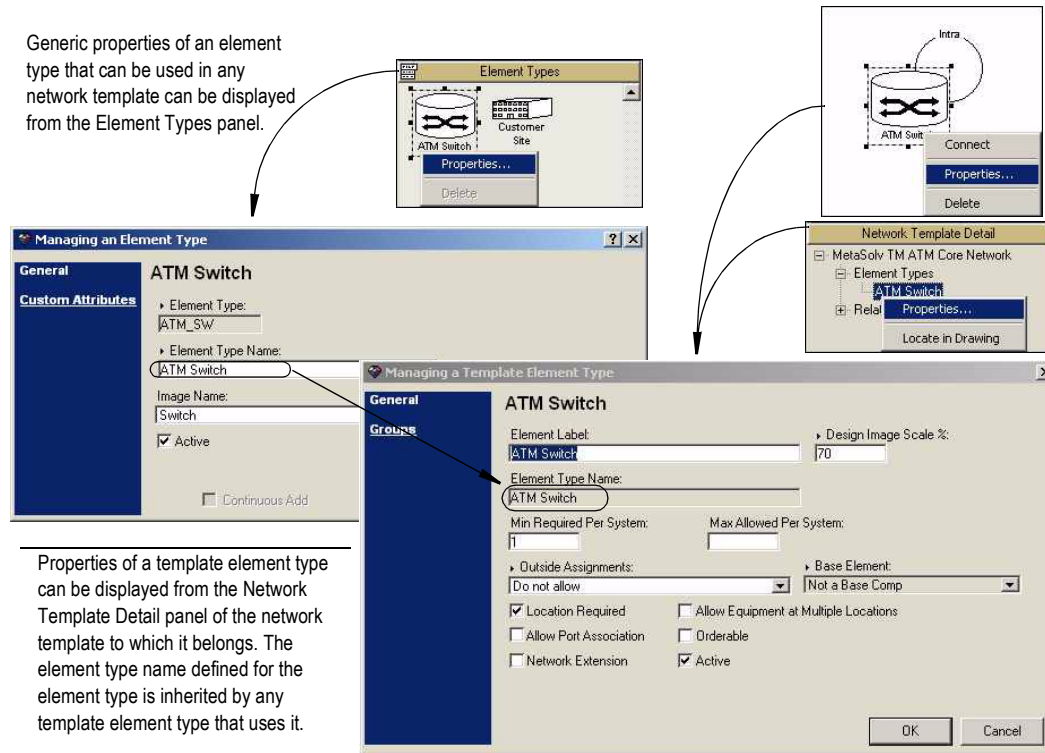 Generic properties of an element
type that can be used in any
network template can be displayed
from the Element Types panel.
Element Types
ATM Switch
Customer
Site
Properties...
Delete
Intra
ATM Swit
Connect
Properties...
Delete
Network Template Detail
MetaSolv TM ATM Core Network
Element Types
ATM Switch
Relat
Properties...
Locate in Drawing
Managing an Element Type
General
Custom Attributes
ATM Switch
Element Type:
ATM_SW
Element Type Name:
ATM Switch
Image Name:
Switch
Active
Continuous Add
Managing a Template Element Type
General
Groups
ATM Switch
Element Label:
ATM Switch
Design Image Scale %:
70
Element Type Name:
ATM Switch
Min Required Per System:
1
Max Allowed Per System:
Outside Assignments:
Do not allow
Base Element:
Not a Base Comp
Location Required
Allow Equipment at Multiple Locations
Allow Port Association
Orderable
Network Extension
Active
OK
Cancel
Properties of a template element type
can be displayed from the Network
Template Detail panel of the network
template to which it belongs. The
element type name defined for the
element type is inherited by any
template element type that uses it.